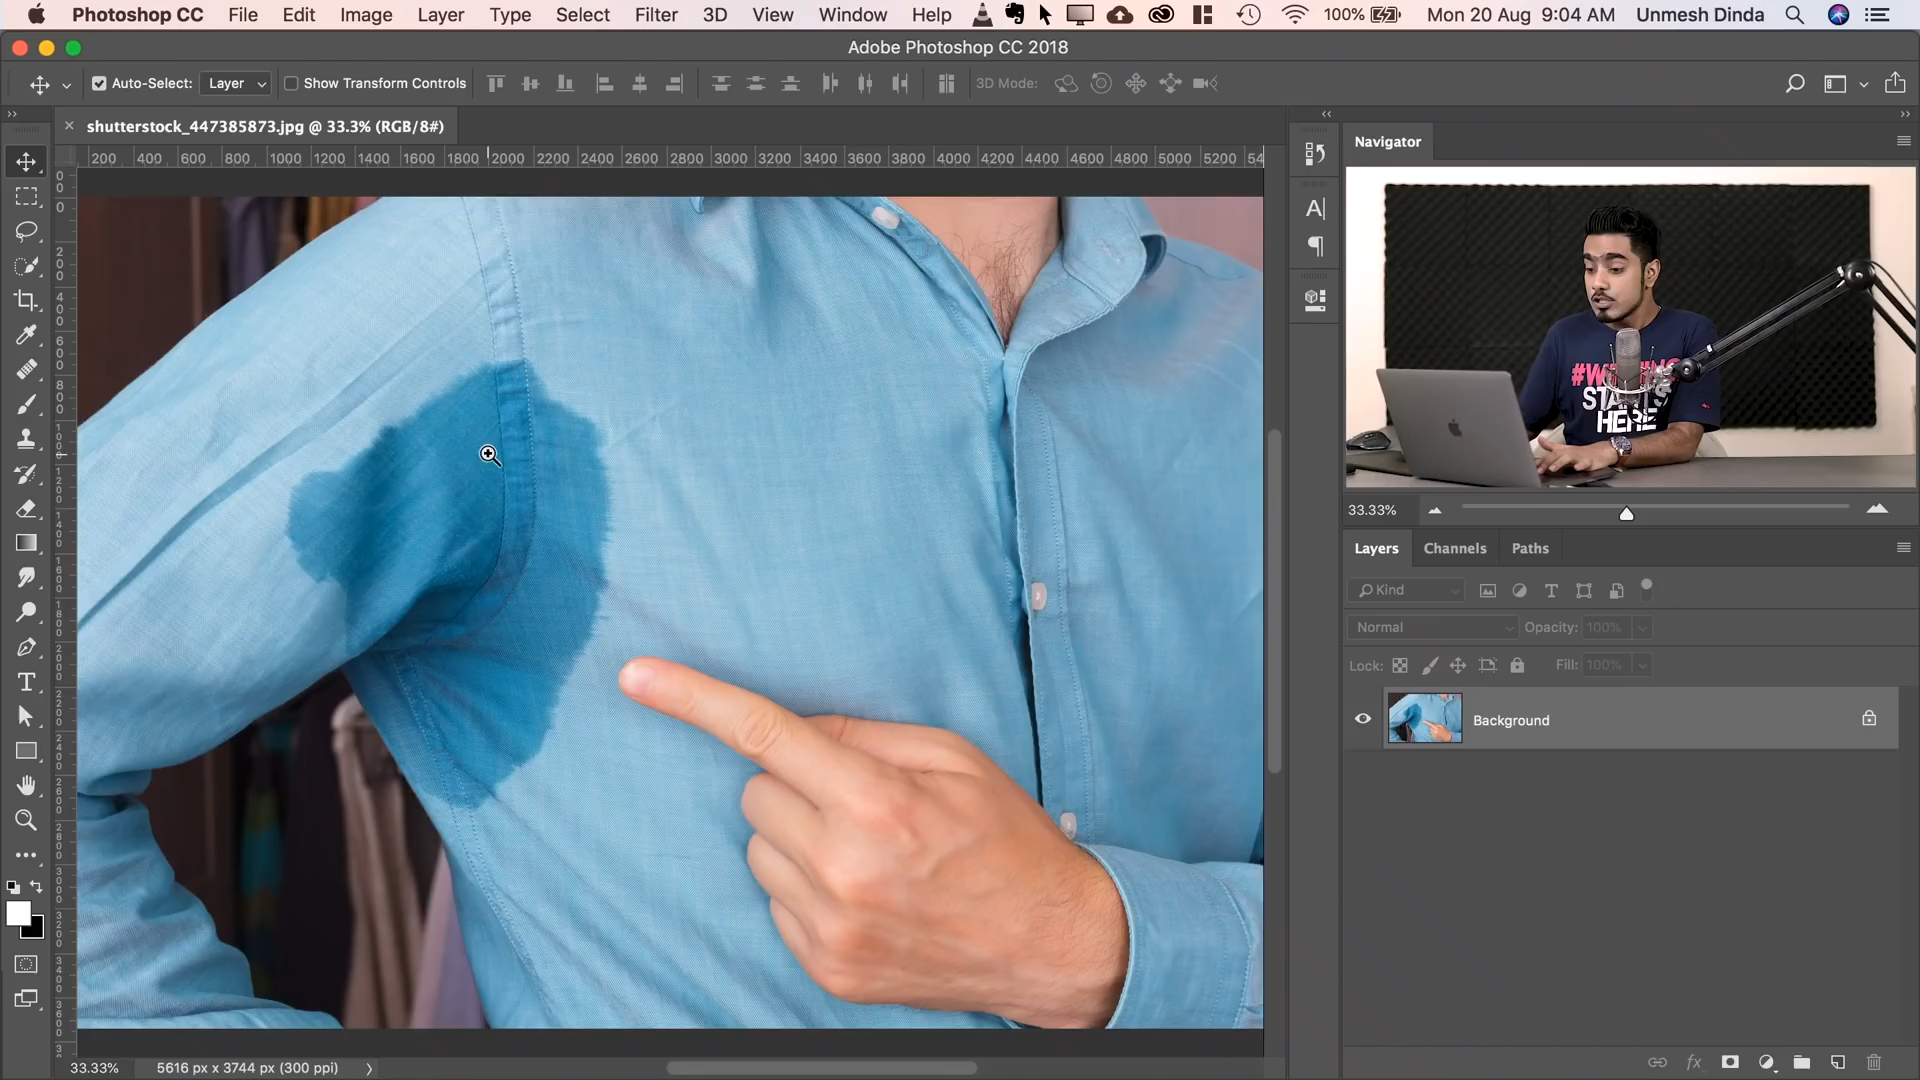 Photoshop CC File Edit Image Layer Type Select Filter 3D View Window Help 100% Mon 20 Aug 9:04 AM Unmesh Dinda
Adobe Photoshop CC 2018
Auto-Select: Layer Show Transform Controls 3D Mode:
shutterstock_447385873.jpg @ 33.3% (RGB/8#)
200 400 600 800 1000 1200 1400 1600 1800 2000 2200 2400 2600 2800 3000 3200 3400 3600 3800 4000 4200 4400 4600 4800 5000 5200 54
Navigator
STARTS
HERE
33.33%
Layers Channels Paths
Kind
Normal Opacity: 100%
Lock: Fill: 100%
Background
fx
33.33% 5616 px x 3744 px (300 ppi)